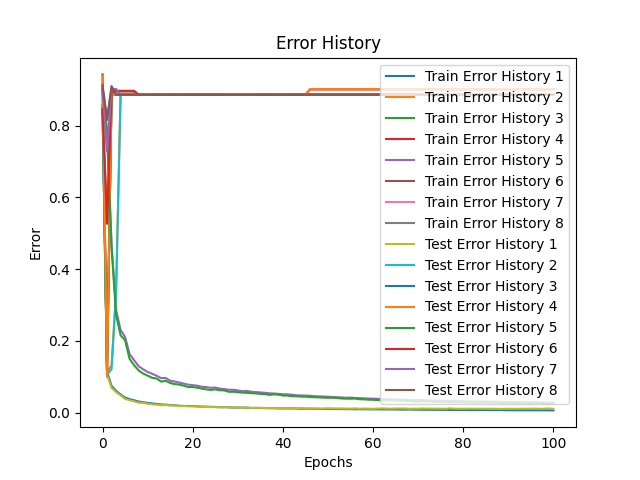 Error History
Error
0.8
0.6
0.4
0.2
0.0
Train Error History 1
Train Error History 2
Train Error History 3
Train Error History 4
Train Error History 5
Train Error History 6
Train Error History 7
Train Error History 8
Test Error History 1
Test Error History 2
Test Error History 3
Test Error History 4
Test Error History 5
Test Error History 6
Test Error History 7
Test Error History 8
0 20 40 60 80 100
Epochs